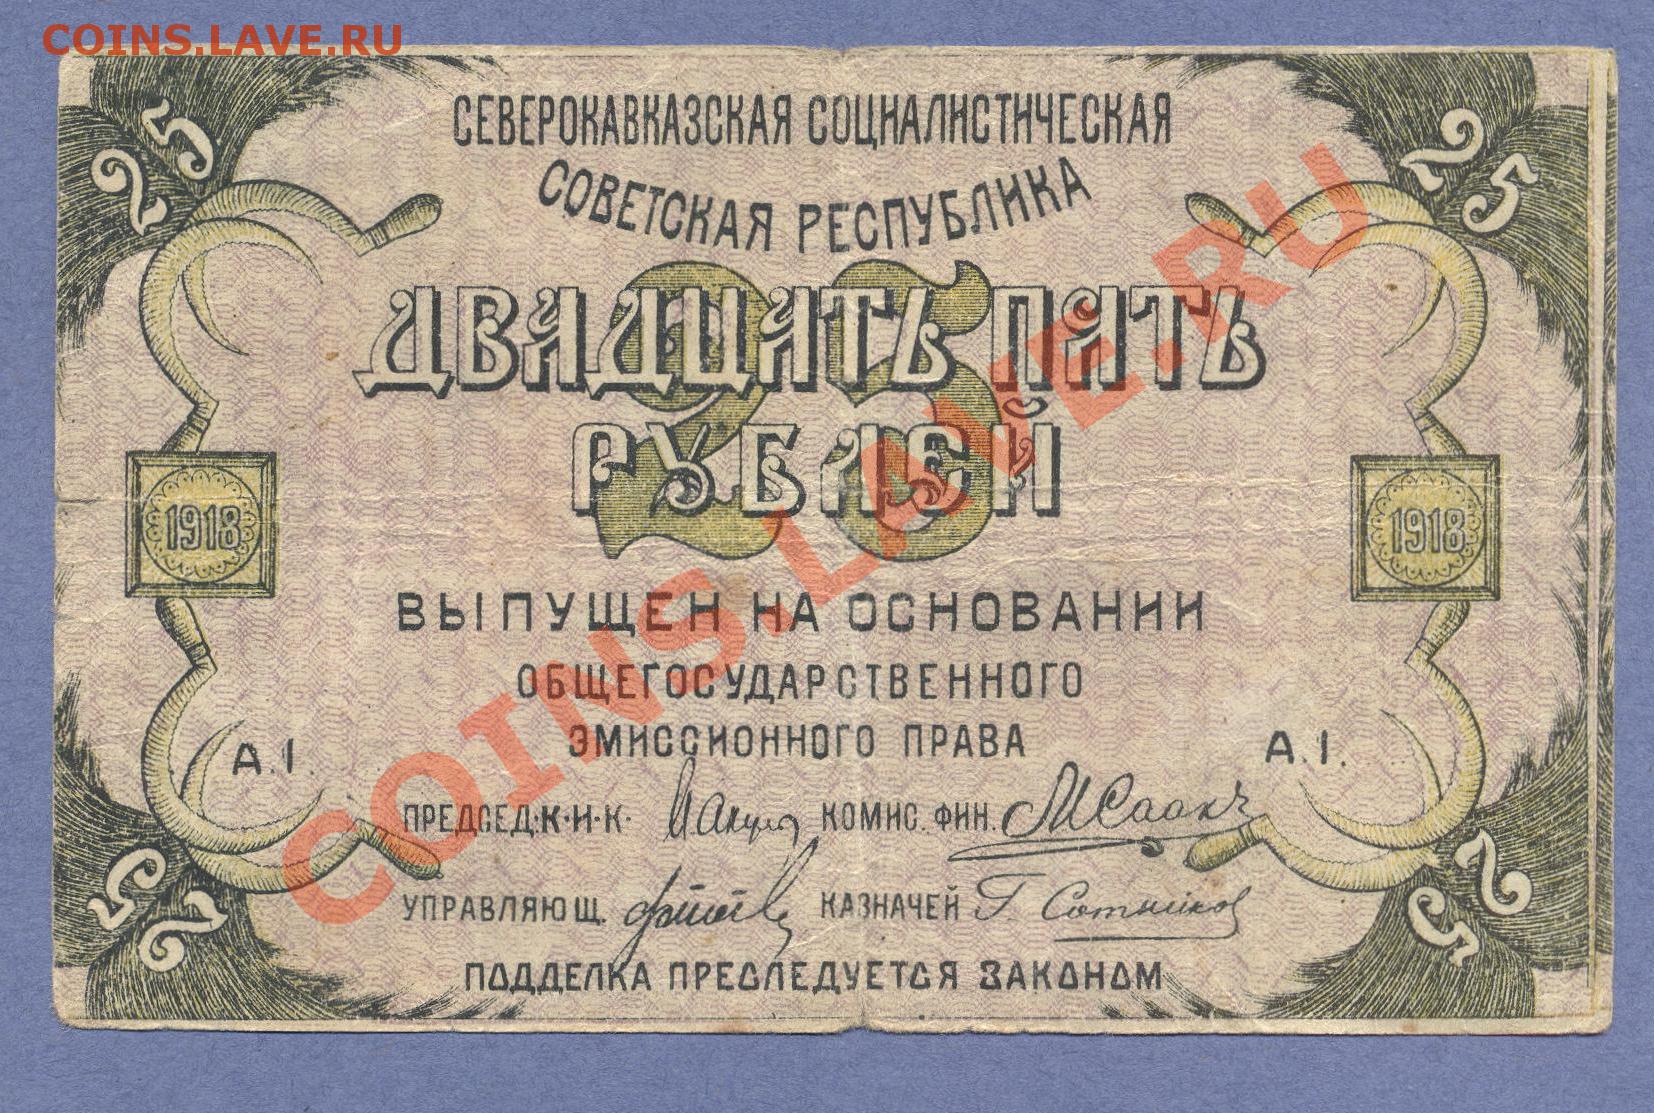 COINS.LAVE.RU
25 25
СЕВЕРОКАВКАЗСКАЯ СОЦИАЛИСТИЧЕСКАЯ
СОВЕТСКАЯ РЕСПУБЛИКА
25
ДВАДЦАТЬ ПЯТЬ
РУБЛЕЙ
1918 1918
ВЫПУЩЕН НА ОСНОВАНИИ
ОБЩЕГОСУДАРСТВЕННОГО
ЭМИССИОННОГО ПРАВА
А.I. А.I.
ПРЕДСЕД.К.И.К. КОМИС. ФИН.
УПРАВЛЯЮЩ. КАЗНАЧЕЙ Г. Сотников
25 25
ПОДДЕЛКА ПРЕСЛЕДУЕТСЯ ЗАКОНОМ
COINS.LAVE.RU